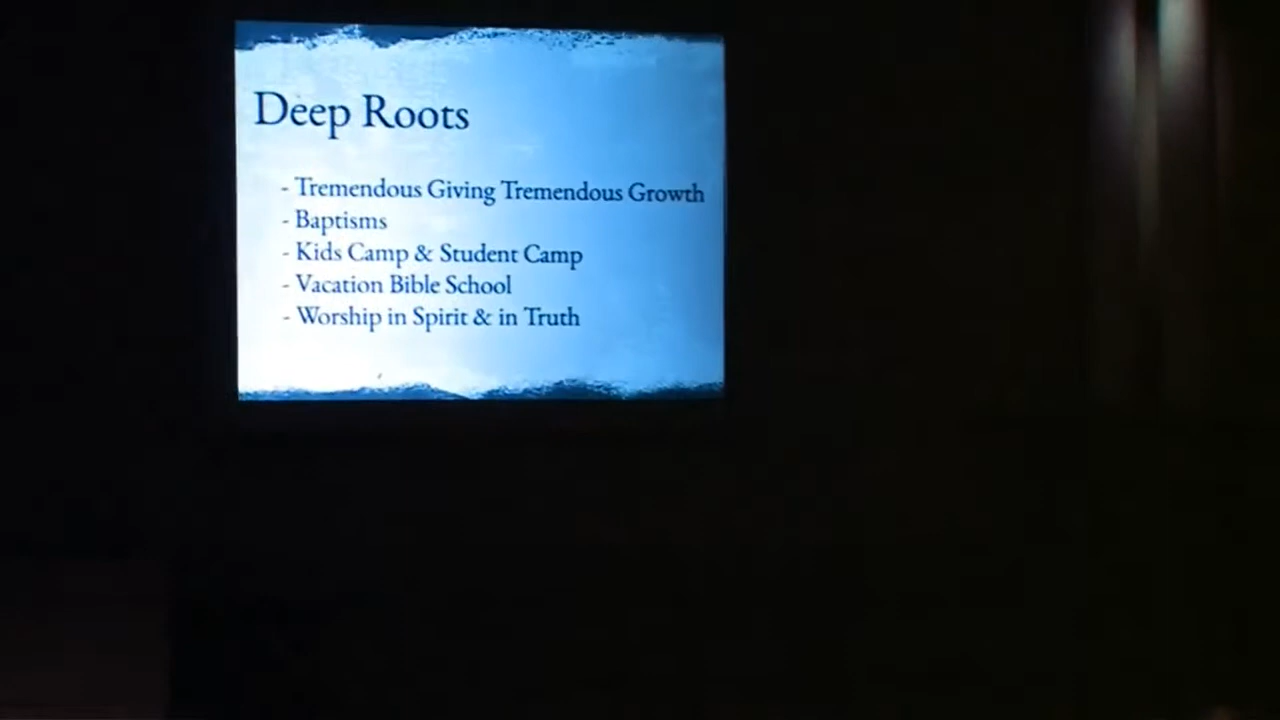 Deep Roots
- Tremendous Giving Tremendous Growth
- Baptisms
- Kids Camp & Student Camp
- Vacation Bible School
- Worship in Spirit & in Truth